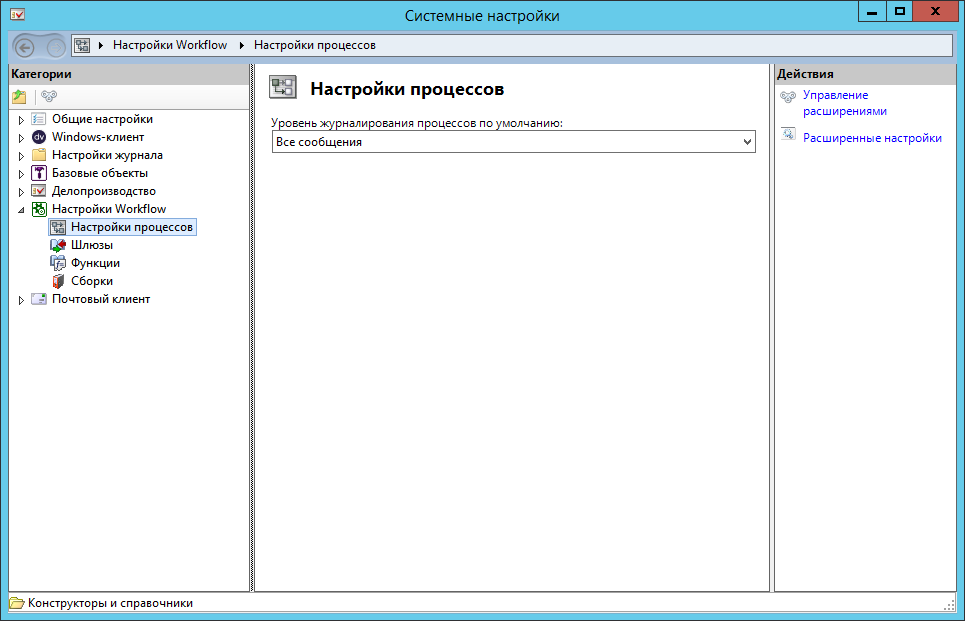 Системные настройки
Настройки Workflow
Настройки процессов
Категории
Общие настройки
dv
Windows-клиент
Настройки журнала
Базовые объекты
Делопроизводство
Настройки Workflow
Настройки процессов
Шлюзы
Функции
Сборки
Почтовый клиент
Настройки процессов
Уровень журналирования процессов по умолчанию:
Все сообщения
Действия
Управление
расширениями
Расширенные настройки
Конструкторы и справочники